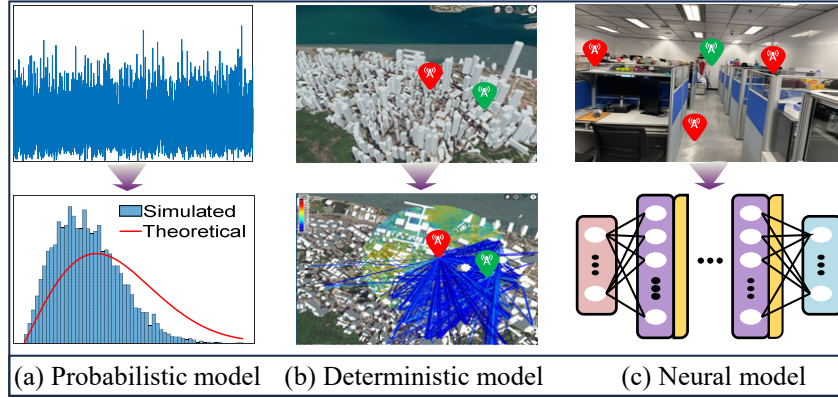 Simulated
Theoretical
(a) Probabilistic model (b) Deterministic model (c) Neural model